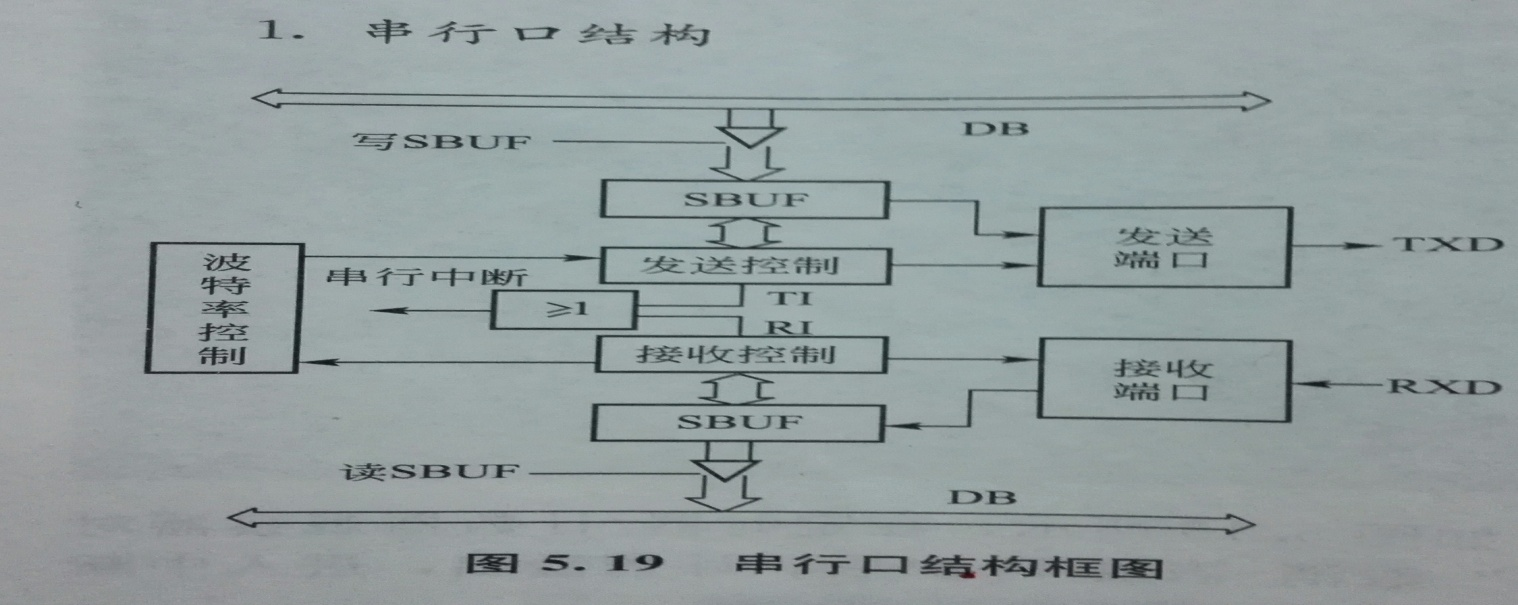 1. 串行口结构
DB
写SBUF
SBUF
发送
端口
TXD
波
特
率
控
制
串行中断
发送控制
TI
≥1
RI
接收控制
接收
端口
RXD
SBUF
读SBUF
DB
图 5.19 串行口结构框图